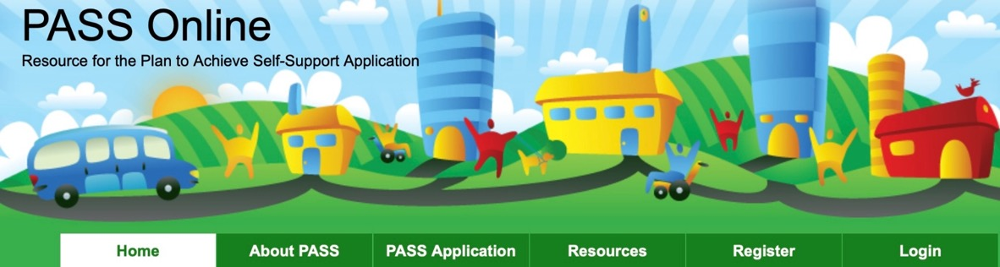 PASS Online
Resource for the Plan to Achieve Self-Support Application
Home About PASS PASS Application Resources Register Login